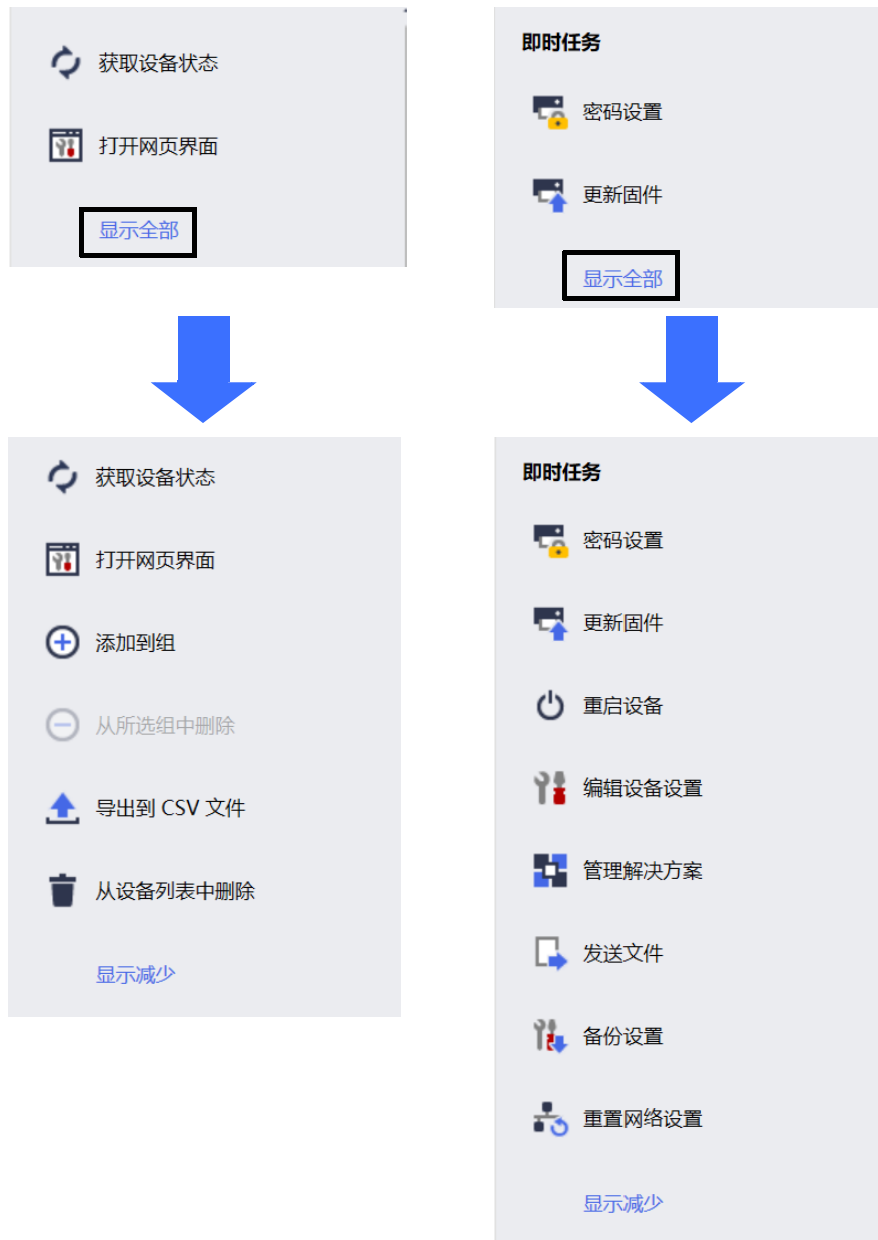 获取设备状态
打开网页界面
显示全部
即时任务
密码设置
更新固件
显示全部
获取设备状态
打开网页界面
添加到组
从所选组中删除
导出到 CSV 文件
从设备列表中删除
显示减少
即时任务
密码设置
更新固件
重启设备
编辑设备设置
管理解决方案
发送文件
备份设置
重置网络设置
显示减少